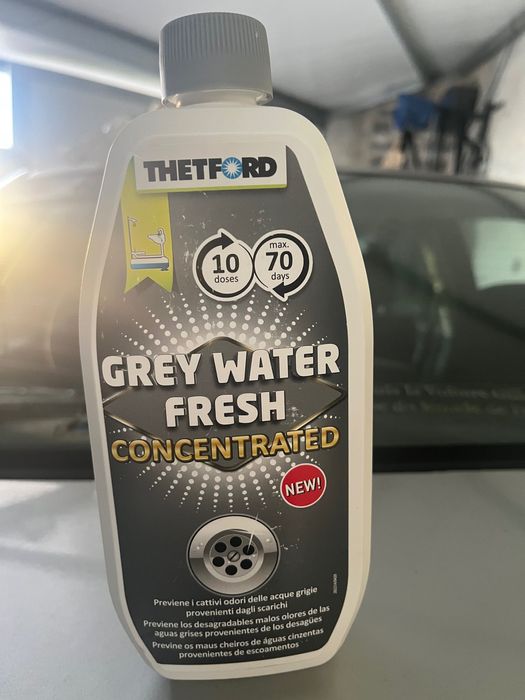 THETFORD
10
doses
max.
70
days
GREY WATER
FRESH
CONCENTRATED
NEW!
Previene i cattivi odori delle acque grigie
provenienti dagli scarichi
Previene los desagradables malos olores de las
aguas grises provenientes de los desagües
Previne os maus cheiros de águas cinzentas
provenientes de escoamentos